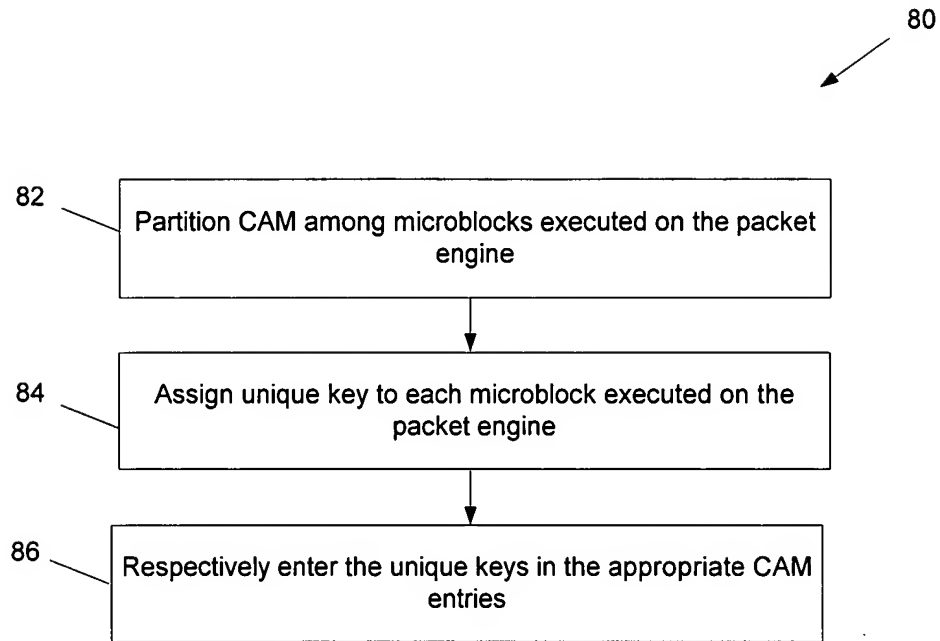 80
82
Partition CAM among microblocks executed on the packet
engine
84
Assign unique key to each microblock executed on the
packet engine
86
Respectively enter the unique keys in the appropriate CAM
entries